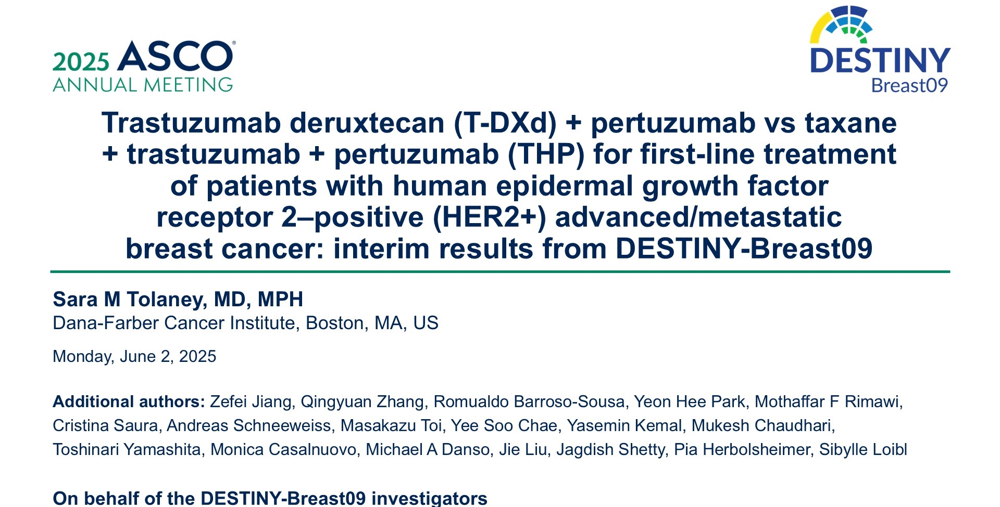 2025 ASCO®
ANNUAL MEETING
DESTINY
Breast09
Trastuzumab deruxtecan (T-DXd) + pertuzumab vs taxane
+ trastuzumab + pertuzumab (THP) for first-line treatment
of patients with human epidermal growth factor
receptor 2–positive (HER2+) advanced/metastatic
breast cancer: interim results from DESTINY-Breast09
Sara M Tolaney, MD, MPH
Dana-Farber Cancer Institute, Boston, MA, US
Monday, June 2, 2025
Additional authors: Zefei Jiang, Qingyuan Zhang, Romualdo Barroso-Sousa, Yeon Hee Park, Mothaffar F Rimawi,
Cristina Saura, Andreas Schneeweiss, Masakazu Toi, Yee Soo Chae, Yasemin Kemal, Mukesh Chaudhari,
Toshinari Yamashita, Monica Casalnuovo, Michael A Danso, Jie Liu, Jagdish Shetty, Pia Herbolsheimer, Sibylle Loibl
On behalf of the DESTINY-Breast09 investigators